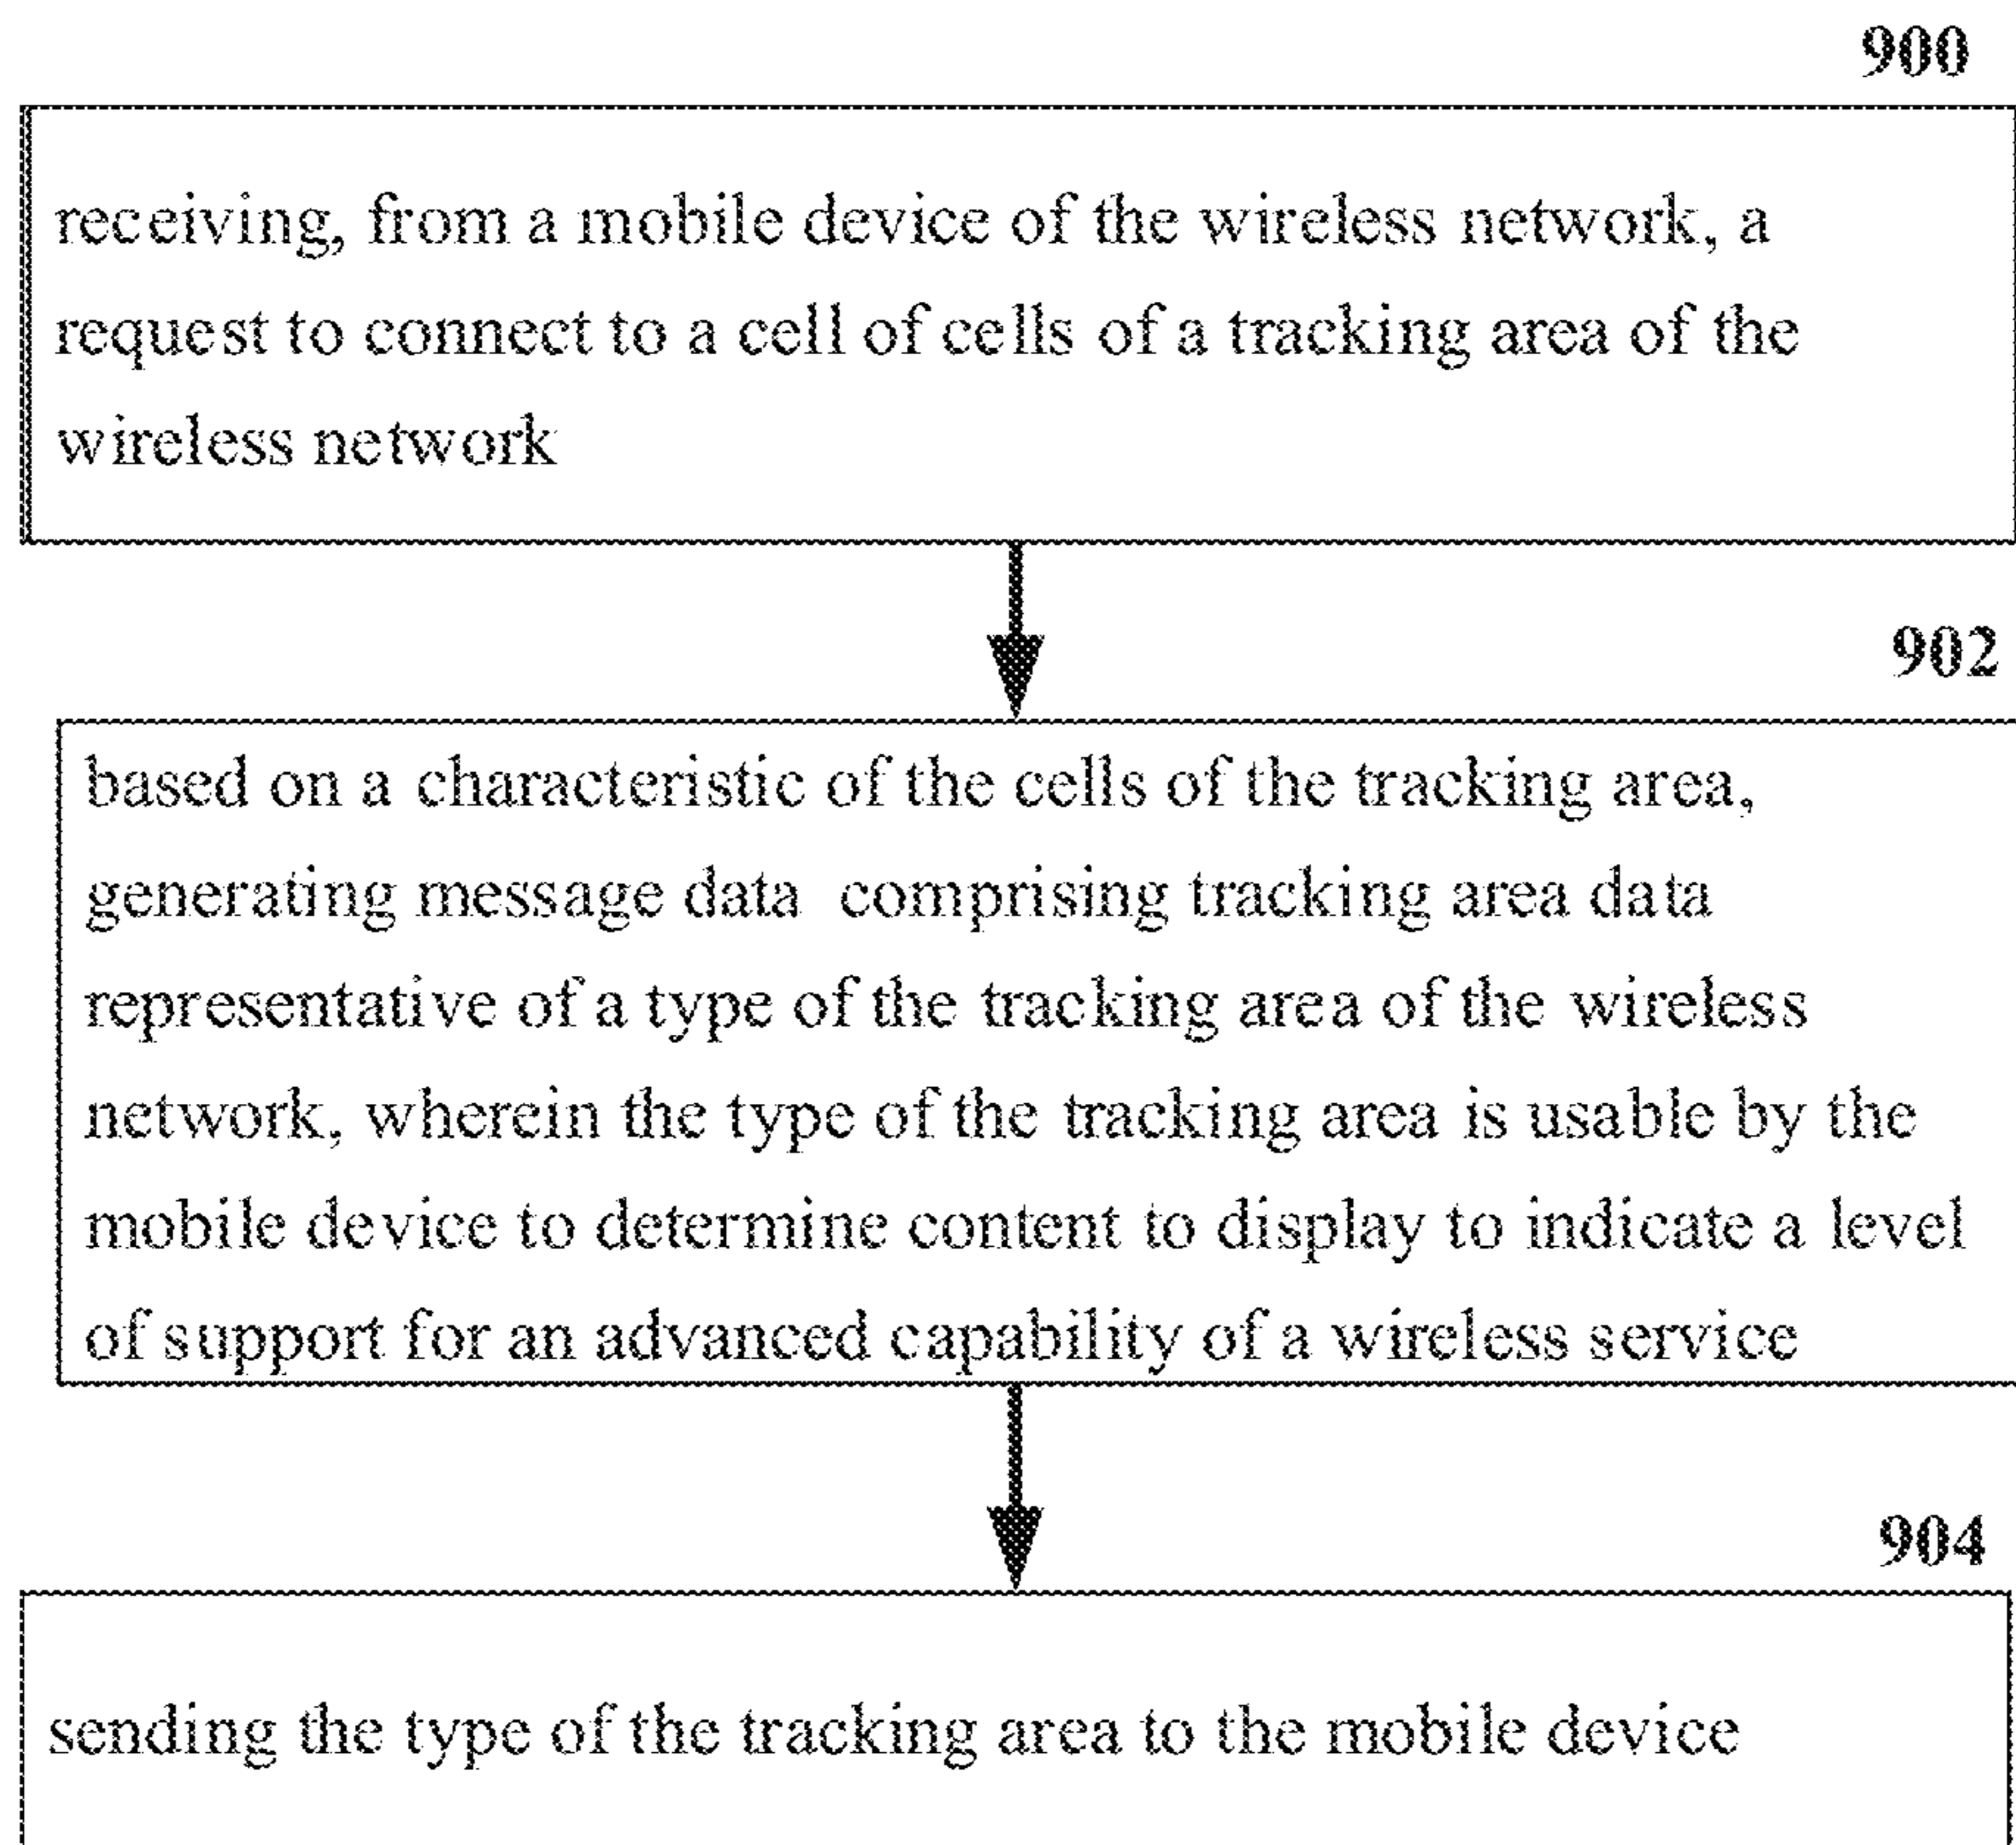 900
receiving, from a mobile device of the wireless network, a
request to connect to a cell of cells of a tracking area of the
wireless network
902
based on a characteristic of the cells of the tracking area,
generating message data comprising tracking area data
representative of a type of the tracking area of the wireless
network, wherein the type of the tracking area is usable by the
mobile device to determine content to display to indicate a level
of support for an advanced capability of a wireless service
904
sending the type of the tracking area to the mobile device